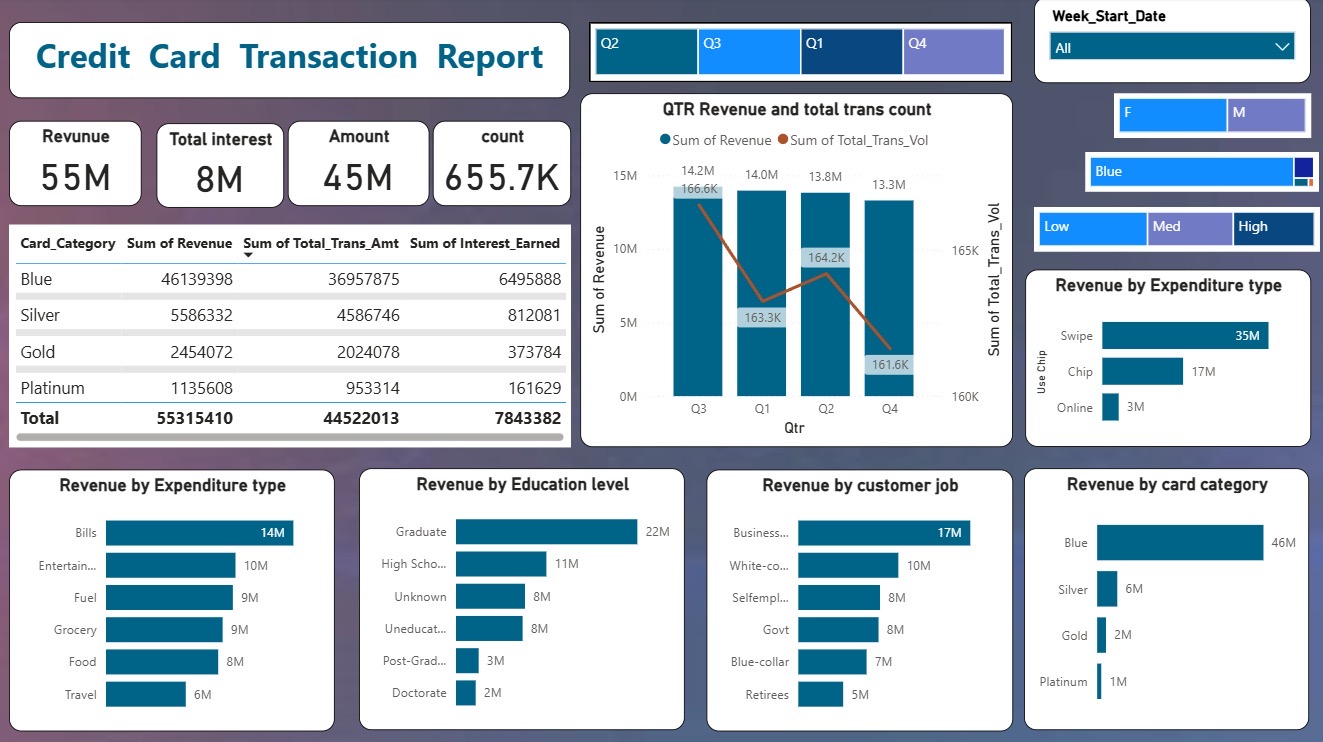 Credit Card Transaction Report
Q2 Q3 Q1 Q4
Week_Start_Date
All
F M
Blue
Low Med High
Revunue
55M
Total interest
8M
Amount
45M
count
655.7K
Card_Category Sum of Revenue Sum of Total_Trans_Amt Sum of Interest_Earned
Blue 46139398 36957875 6495888
Silver 5586332 4586746 812081
Gold 2454072 2024078 373784
Platinum 1135608 953314 161629
Total 55315410 44522013 7843382
QTR Revenue and total trans count
Sum of Revenue Sum of Total_Trans_Vol
15M
10M
5M
0M
Sum of Revenue
14.2M 14.0M 13.8M 13.3M
166.6K 163.3K 164.2K 161.6K
165K
160K
Sum of Total_Trans_Vol
Q3 Q1 Q2 Q4
Qtr
Revenue by Expenditure type
Use Chip
Swipe 35M
Chip 17M
Online 3M
Revenue by Expenditure type
Bills 14M
Entertain... 10M
Fuel 9M
Grocery 9M
Food 8M
Travel 6M
Revenue by Education level
Graduate 22M
High Scho... 11M
Unknown 8M
Uneducat... 8M
Post-Grad... 3M
Doctorate 2M
Revenue by customer job
Business... 17M
White-co... 10M
Selfempl... 8M
Govt 8M
Blue-collar 7M
Retirees 5M
Revenue by card category
Blue 46M
Silver 6M
Gold 2M
Platinum 1M